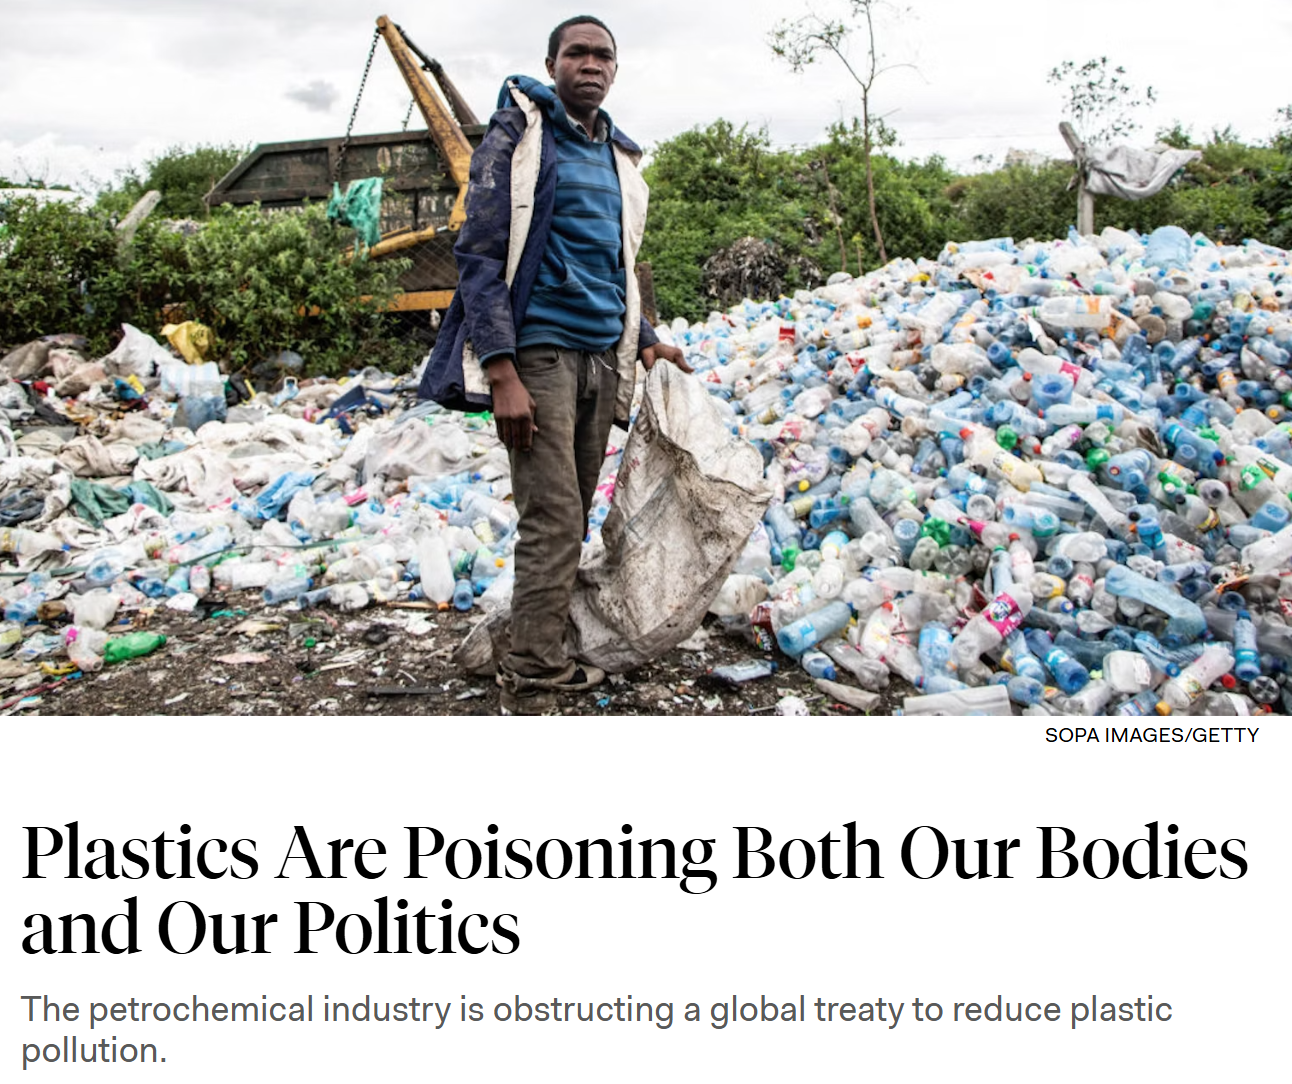 SOPA IMAGES/GETTY
Plastics Are Poisoning Both Our Bodies
and Our Politics
The petrochemical industry is obstructing a global treaty to reduce plastic
pollution.